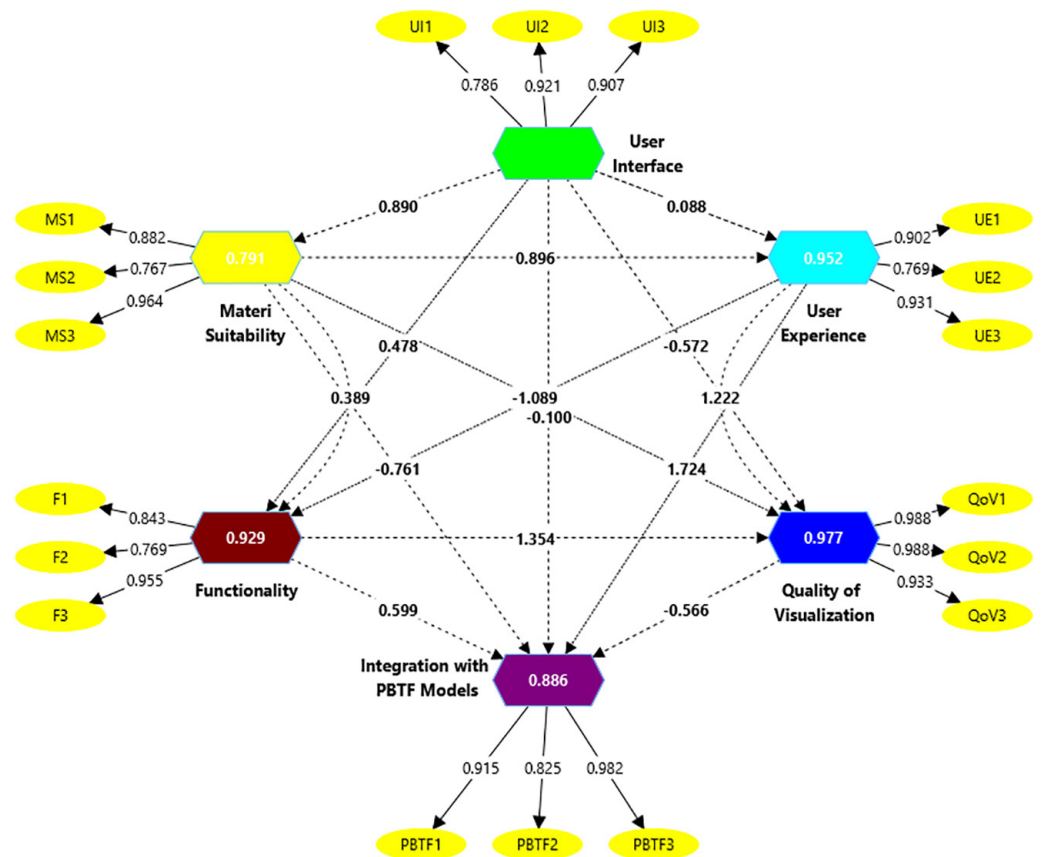 UI1
UI2
UI3
0.786
0.921
0.907
User
Interface
0.890
0.088
MS1
MS2
MS3
0.882
0.767
0.964
0.791
Materi
Suitability
0.896
0.952
User
Experience
UE1
UE2
UE3
0.902
0.769
0.931
0.478
-0.572
0.389
-1.089
-0.100
1.222
-0.761
1.724
F1
F2
F3
0.843
0.769
0.955
0.929
Functionality
1.354
0.977
Quality of
Visualization
QoV1
QoV2
QoV3
0.988
0.988
0.933
0.599
-0.566
Integration with
PBTF Models
0.886
0.915
0.825
0.982
PBTF1
PBTF2
PBTF3